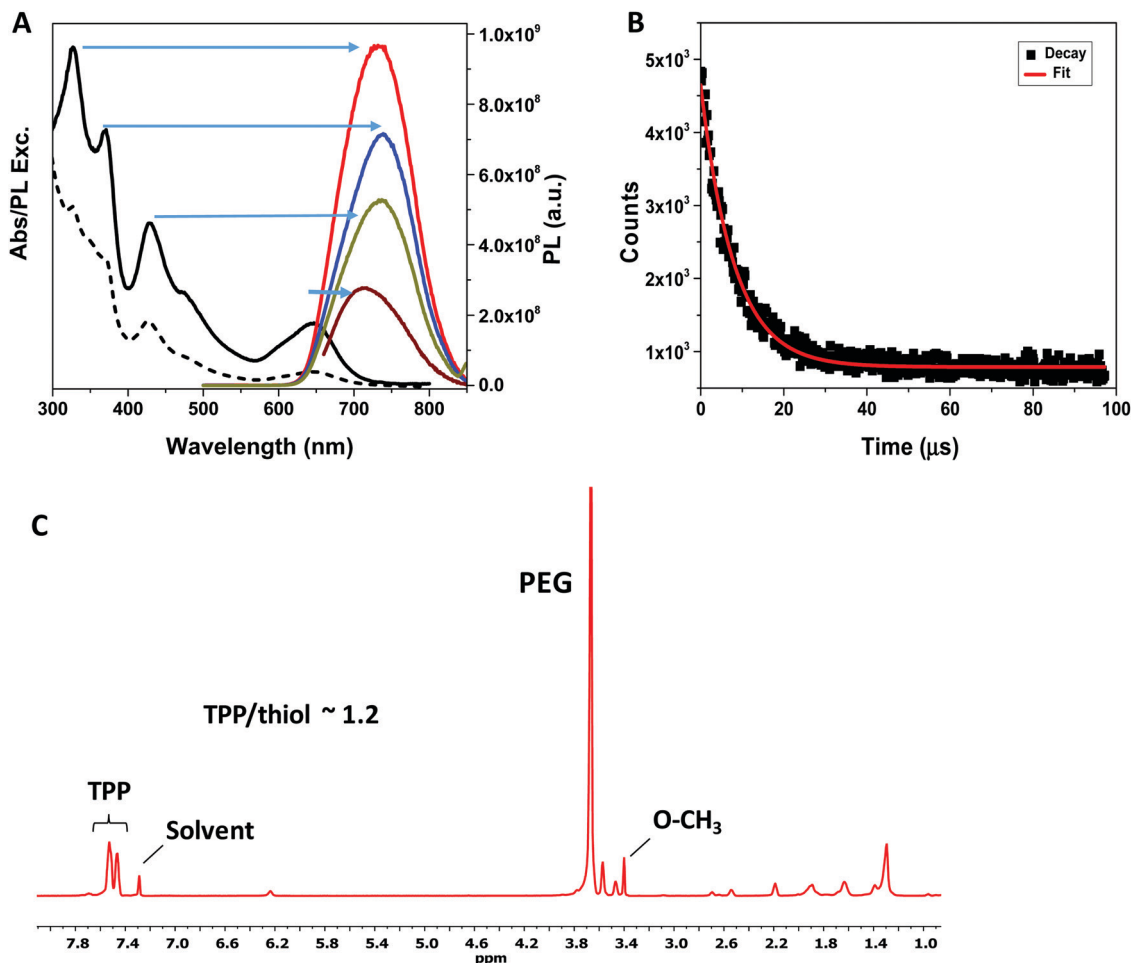 A
Abs/PL Exc.
1.0x10⁹
8.0x10⁸
6.0x10⁸
4.0x10⁸
2.0x10⁸
0.0
PL (a.u.)
300 400 500 600 700 800
Wavelength (nm)
B
Counts
5x10³
4x10³
3x10³
2x10³
1x10³
Decay
Fit
0 20 40 60 80 100
Time (μs)
C
PEG
TPP/thiol ~ 1.2
TPP
Solvent
O-CH₃
7.8 7.4 7.0 6.6 6.2 5.8 5.4 5.0 4.6 4.2 3.8 3.4 3.0 2.6 2.2 1.8 1.4 1.0
ppm